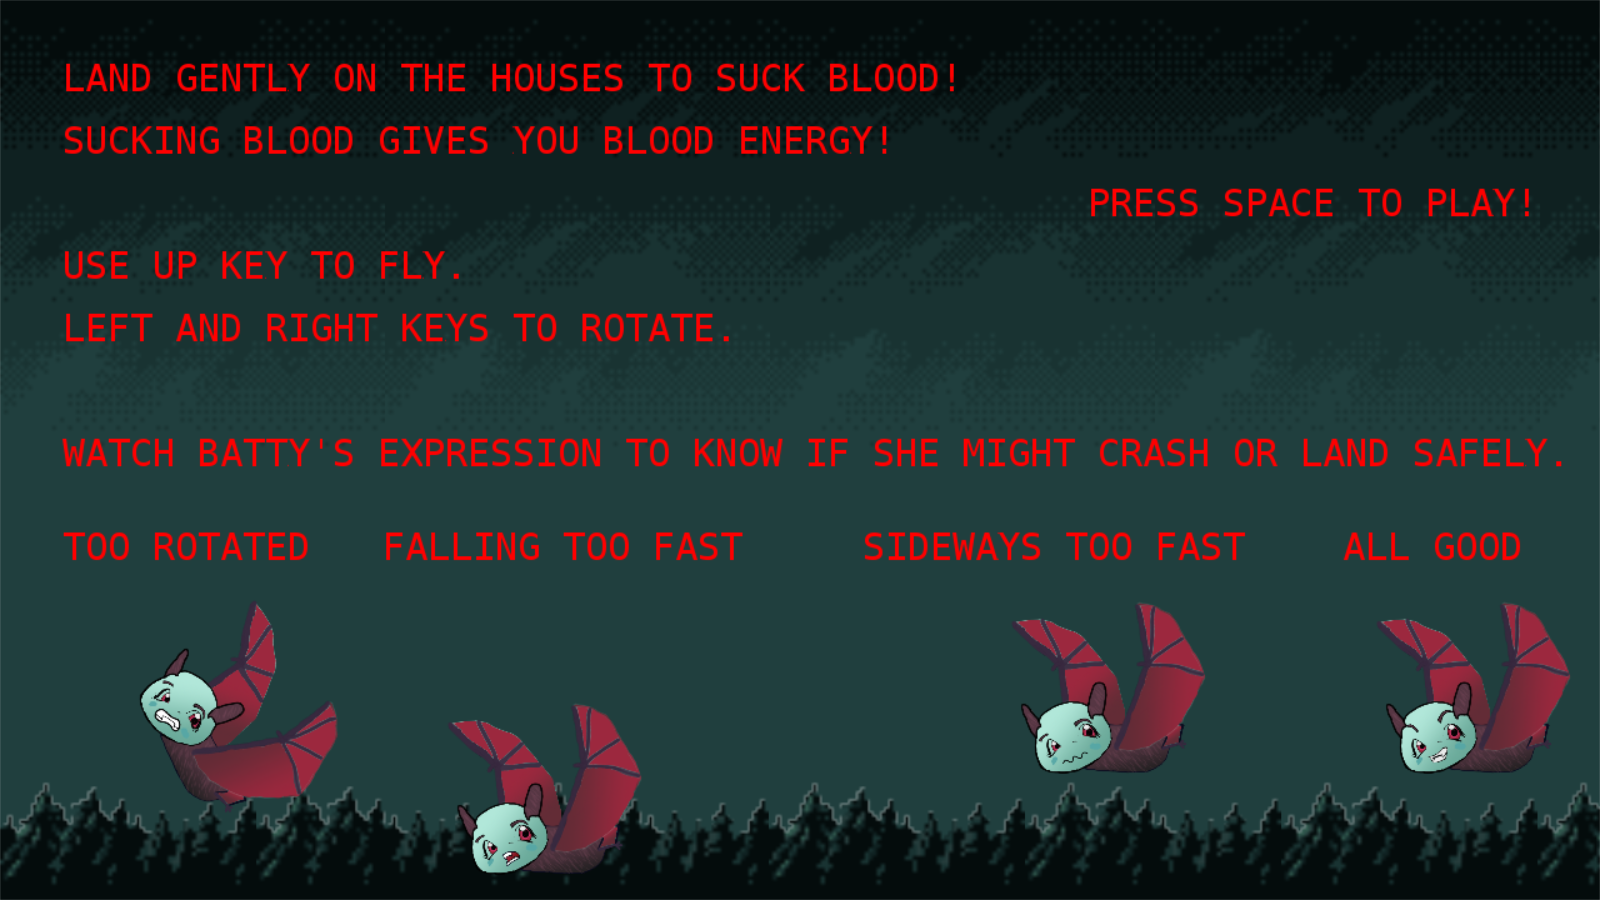 LAND GENTLY ON THE HOUSES TO SUCK BLOOD!
SUCKING BLOOD GIVES YOU BLOOD ENERGY!
PRESS SPACE TO PLAY!
USE UP KEY TO FLY.
LEFT AND RIGHT KEYS TO ROTATE.
WATCH BATTY'S EXPRESSION TO KNOW IF SHE MIGHT CRASH OR LAND SAFELY.
TOO ROTATED FALLING TOO FAST SIDEWAYS TOO FAST ALL GOOD